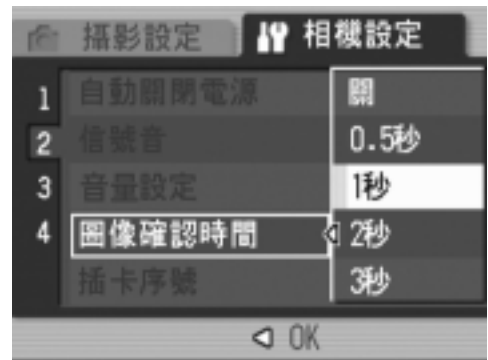 攝影設定 相機設定
1 自動關閉電源 關
2 信號音 0.5秒
3 音量設定 1秒
4 圖像確認時間 2秒
插卡序號 3秒
OK